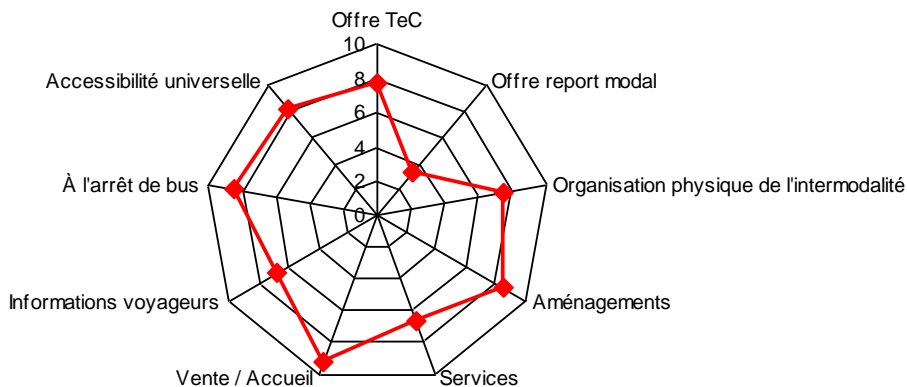 Offre TeC
10
Accessibilité universelle
Offre report modal
8
6
4
À l'arrêt de bus
Organisation physique de l'intermodalité
2
0
Informations voyageurs
Aménagements
Vente / Accueil
Services